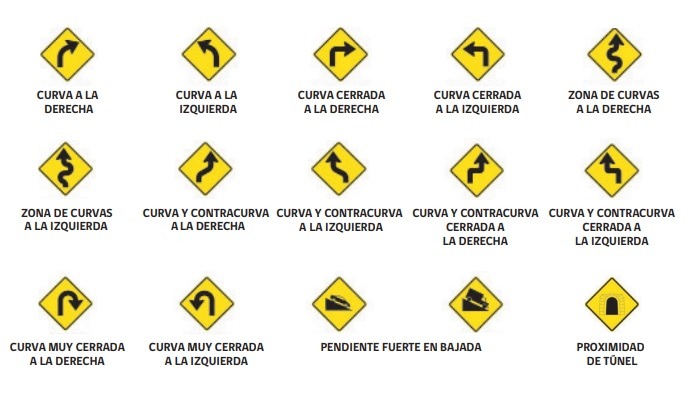 CURVA A LA
DERECHA
CURVA A LA
IZQUIERDA
CURVA CERRADA
A LA DERECHA
CURVA CERRADA
A LA IZQUIERDA
ZONA DE CURVAS
A LA DERECHA
ZONA DE CURVAS
A LA IZQUIERDA
CURVA Y CONTRACURVA
A LA DERECHA
CURVA Y CONTRACURVA
A LA IZQUIERDA
CURVA Y CONTRACURVA
CERRADA A
LA DERECHA
CURVA Y CONTRACURVA
CERRADA A
LA IZQUIERDA
CURVA MUY CERRADA
A LA DERECHA
CURVA MUY CERRADA
A LA IZQUIERDA
PENDIENTE FUERTE EN BAJADA
PROXIMIDAD
DE TÛNEL